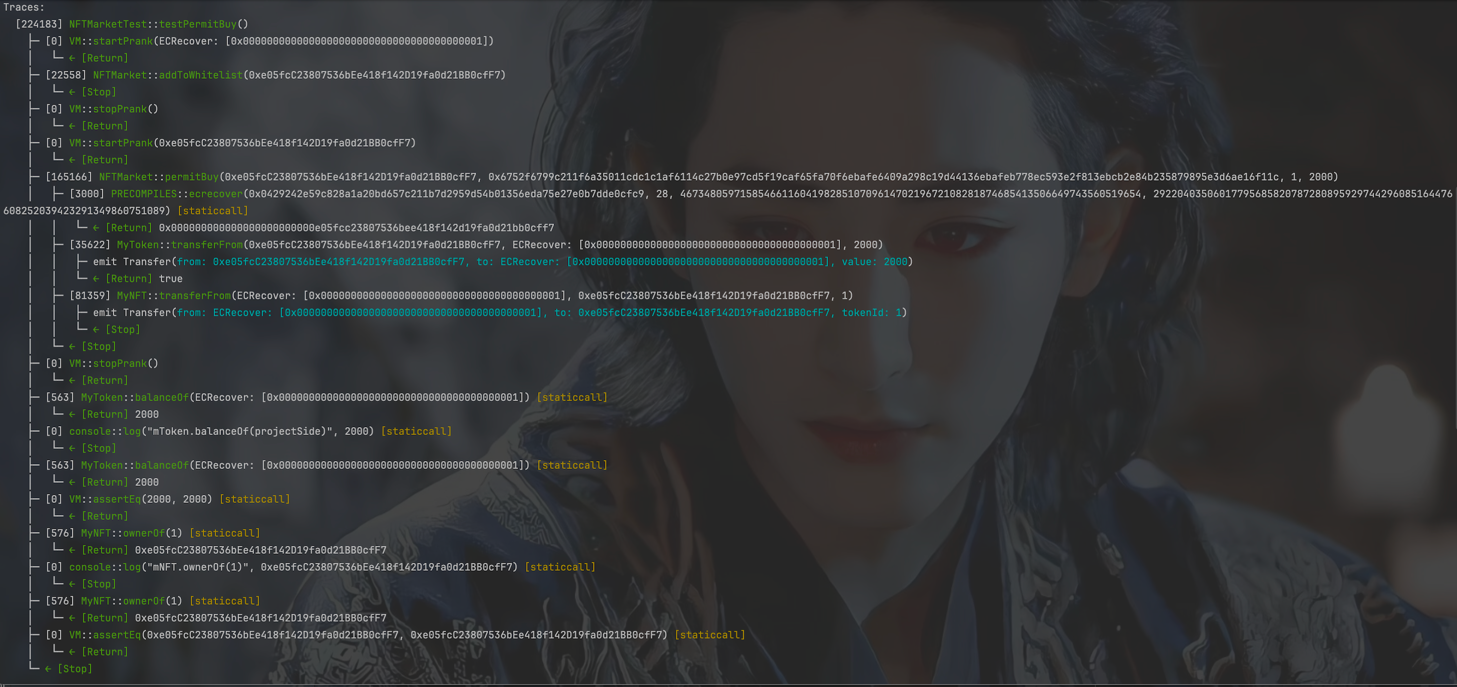 Traces:
[224183] NFTMarketTest::testPermitBuy()
├─ [0] VM::startPrank(ECRecover: [0x0000000000000000000000000000000000000001])
│ └─ ← [Return]
├─ [22558] NFTMarket::addToWhitelist(0xe05fcC23807536bEe418f142D19fa0d21BB0cfF7)
│ └─ ← [Stop]
├─ [0] VM::stopPrank()
│ └─ ← [Return]
├─ [0] VM::startPrank(0xe05fcC23807536bEe418f142D19fa0d21BB0cfF7)
│ └─ ← [Return]
├─ [165166] NFTMarket::permitBuy(0xe05fcC23807536bEe418f142D19fa0d21BB0cfF7, 0x6752f6799c211f6a35011cdc1c1af6114c27b0e97cd5f19caf65fa70f6ebafe6409a298c19d44136ebafeb778ec593e2f813ebcb2e84b235879895e3d6ae16f11c, 1, 2000)
│ ├─ [3000] PRECOMPILES::ecrecover(0x0429242e59c828a1a20bd657c211b7d2959d54b01356eda75e27e0b7dde0cfc9, 28, 46734805971585466116041982851070961470219672108281874685413506649743560519654, 29220403506017795685820787280895929744296085164476
60825203942329134986075​1089) [staticcall]
│ │ └─ ← [Return] 0x000000000000000000000000e05fcc23807536bee418f142d19fa0d21bb0cff7
│ ├─ [35622] MyToken::transferFrom(0xe05fcC23807536bEe418f142D19fa0d21BB0cfF7, ECRecover: [0x0000000000000000000000000000000000000001], 2000)
│ │ ├─ emit Transfer(from: 0xe05fcC23807536bEe418f142D19fa0d21BB0cfF7, to: ECRecover: [0x0000000000000000000000000000000000000001], value: 2000)
│ │ └─ ← [Return] true
│ ├─ [81359] MyNFT::transferFrom(ECRecover: [0x0000000000000000000000000000000000000001], 0xe05fcC23807536bEe418f142D19fa0d21BB0cfF7, 1)
│ │ ├─ emit Transfer(from: ECRecover: [0x0000000000000000000000000000000000000001], to: 0xe05fcC23807536bEe418f142D19fa0d21BB0cfF7, tokenId: 1)
│ │ └─ ← [Stop]
│ └─ ← [Stop]
├─ [0] VM::stopPrank()
│ └─ ← [Return]
├─ [563] MyToken::balanceOf(ECRecover: [0x0000000000000000000000000000000000000001]) [staticcall]
│ └─ ← [Return] 2000
├─ [0] console::log("mToken.balanceOf(projectSide)", 2000) [staticcall]
│ └─ ← [Stop]
├─ [563] MyToken::balanceOf(ECRecover: [0x0000000000000000000000000000000000000001]) [staticcall]
│ └─ ← [Return] 2000
├─ [0] VM::assertEq(2000, 2000) [staticcall]
│ └─ ← [Return]
├─ [576] MyNFT::ownerOf(1) [staticcall]
│ └─ ← [Return] 0xe05fcC23807536bEe418f142D19fa0d21BB0cfF7
├─ [0] console::log("mNFT.ownerOf(1)", 0xe05fcC23807536bEe418f142D19fa0d21BB0cfF7) [staticcall]
│ └─ ← [Stop]
├─ [576] MyNFT::ownerOf(1) [staticcall]
│ └─ ← [Return] 0xe05fcC23807536bEe418f142D19fa0d21BB0cfF7
├─ [0] VM::assertEq(0xe05fcC23807536bEe418f142D19fa0d21BB0cfF7, 0xe05fcC23807536bEe418f142D19fa0d21BB0cfF7) [staticcall]
│ └─ ← [Return]
└─ ← [Stop]